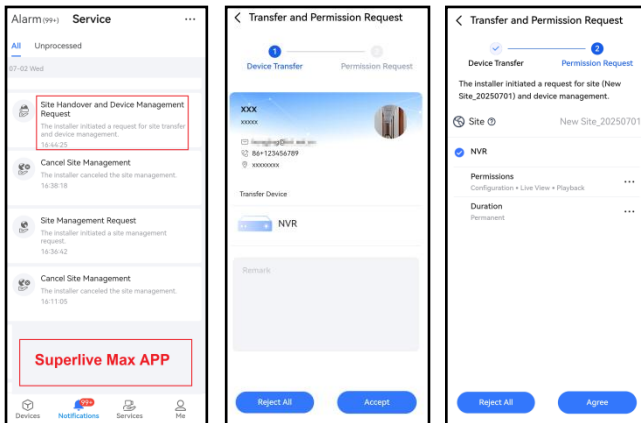 Alarm(99+) Service ...
All Unprocessed
07-02 Wed
Site Handover and Device Management
Request
The installer initiated a request for site transfer
and device management.
16:44:25
Cancel Site Management
The installer canceled the site management.
16:38:18
Site Management Request
The installer initiated a site management
request.
16:36:42
Cancel Site Management
The installer canceled the site management.
16:11:05
Superlive Max APP
99+
Devices Notifications Services Me
Transfer and Permission Request
1 2
Device Transfer Permission Request
XXX
xxxxx
86+123456789
xxxxxxxx
Transfer Device
NVR
Remark
Reject All Accept
Transfer and Permission Request
2
Device Transfer Permission Request
The installer initiated a request for site (New
Site_20250701) and device management.
Site New Site_20250701
NVR
Permissions
Configuration • Live View • Playback
...
Duration
Permanent
...
Reject All Agree